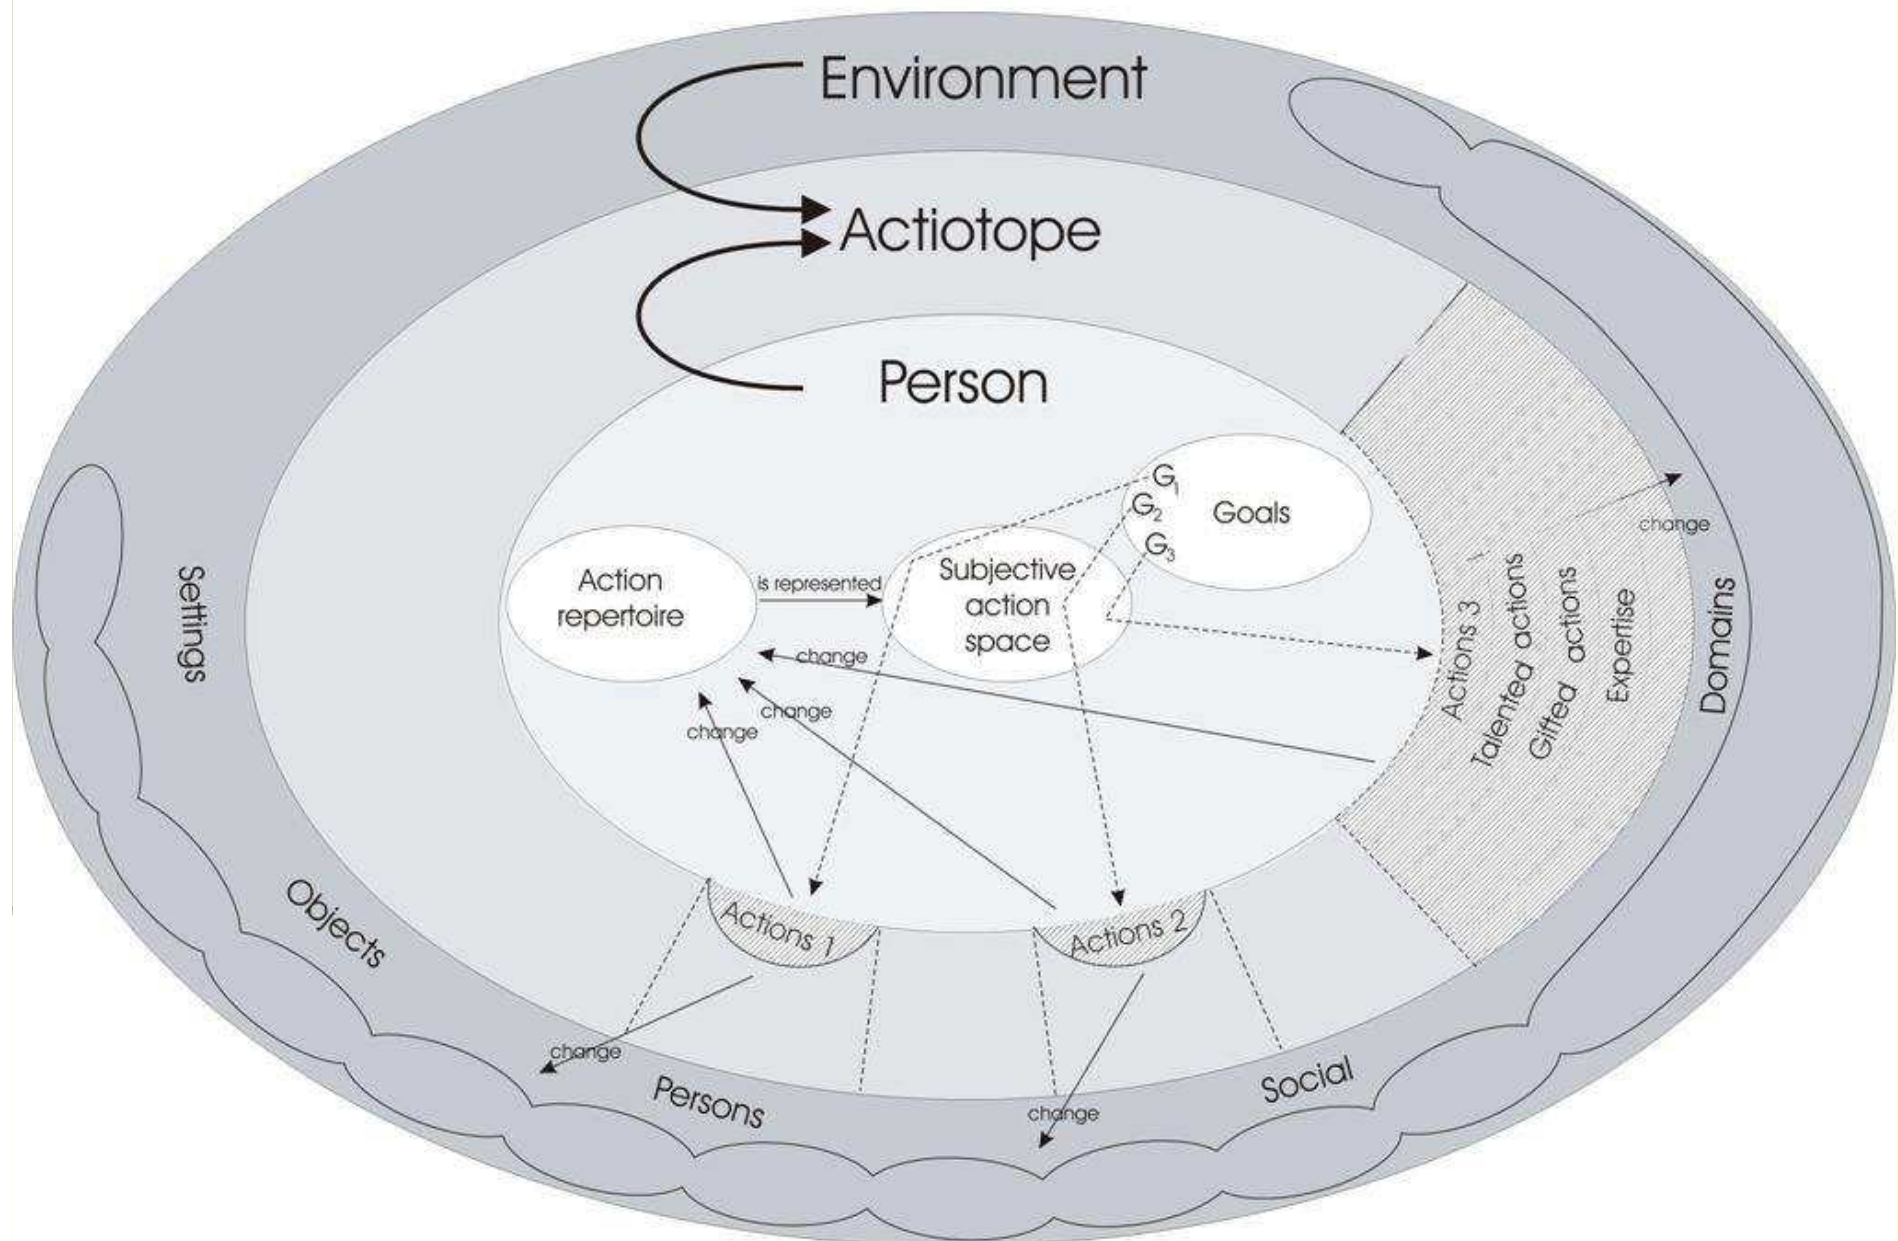 Environment
Actiotope
Person
G1
G2
G3
Goals
Action
repertoire
is represented
Subjective
action
space
change
change
change
Actions 1
Actions 2
Actions 3
Talented actions
Gifted actions
Expertise
change
Domains
Settings
Objects
change
Persons
change
Social